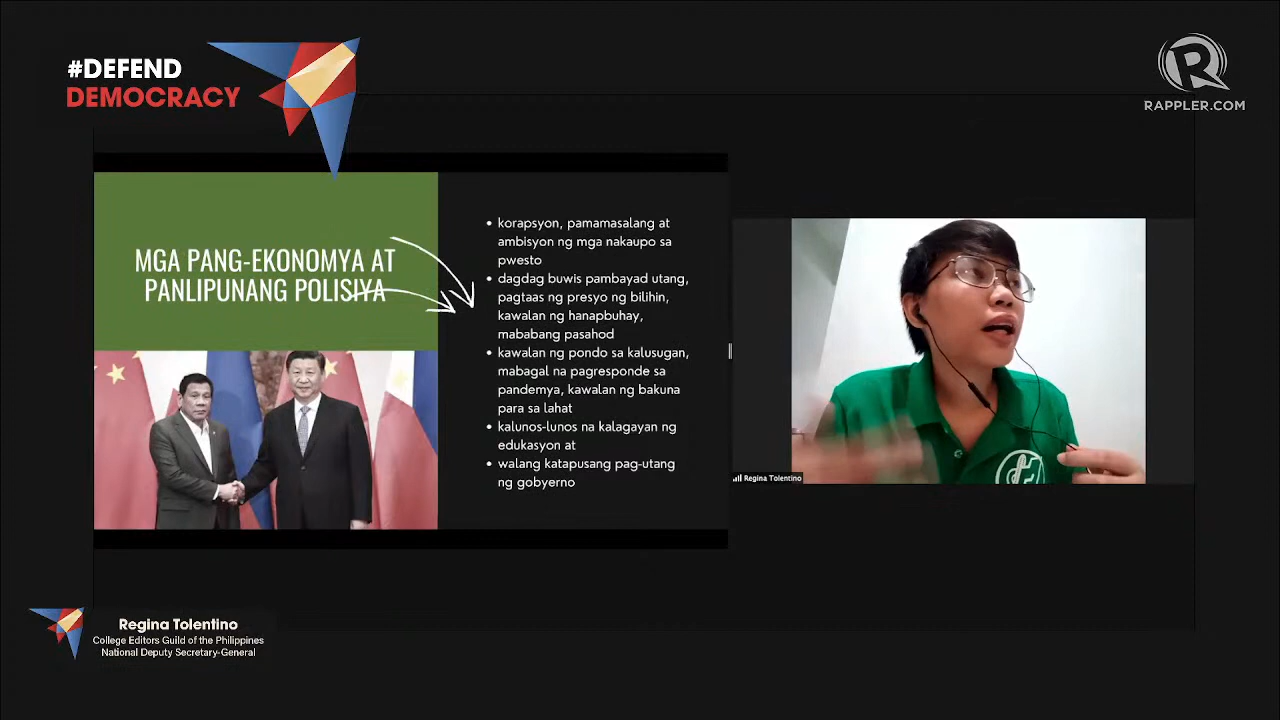 #DEFEND
DEMOCRACY
R
RAPPLER.COM
MGA PANG-EKONOMYA AT
PANLIPUNANG POLISIYA
• korapsyon, pamamasalang at
ambisyon ng mga nakaupo sa
pwesto
• dagdag buwis pambayad utang,
pagtaas ng presyo ng bilihin,
kawalan ng hanapbuhay,
mababang pasahod
• kawalan ng pondo sa kalusugan,
mabagal na pagresponde sa
pandemya, kawalan ng bakuna
para sa lahat
• kalunos-lunos na kalagayan ng
edukasyon at
• walang katapusang pag-utang
ng gobyerno
Regina Tolentino
Regina Tolentino
College Editors Guild of the Philippines
National Deputy Secretary-General